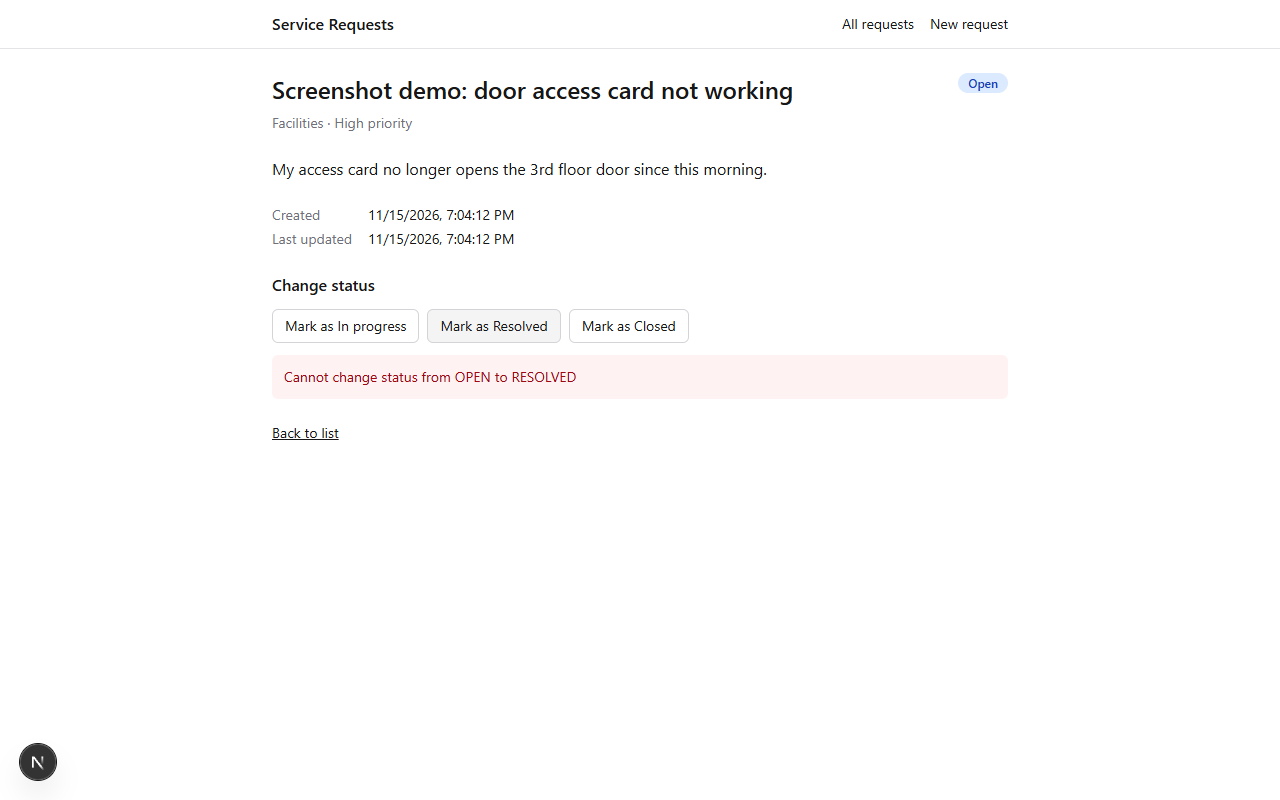 Service Requests
All requests
New request
Screenshot demo: door access card not working
Open
Facilities · High priority
My access card no longer opens the 3rd floor door since this morning.
Created 11/15/2026, 7:04:12 PM
Last updated 11/15/2026, 7:04:12 PM
Change status
Mark as In progress
Mark as Resolved
Mark as Closed
Cannot change status from OPEN to RESOLVED
Back to list
N